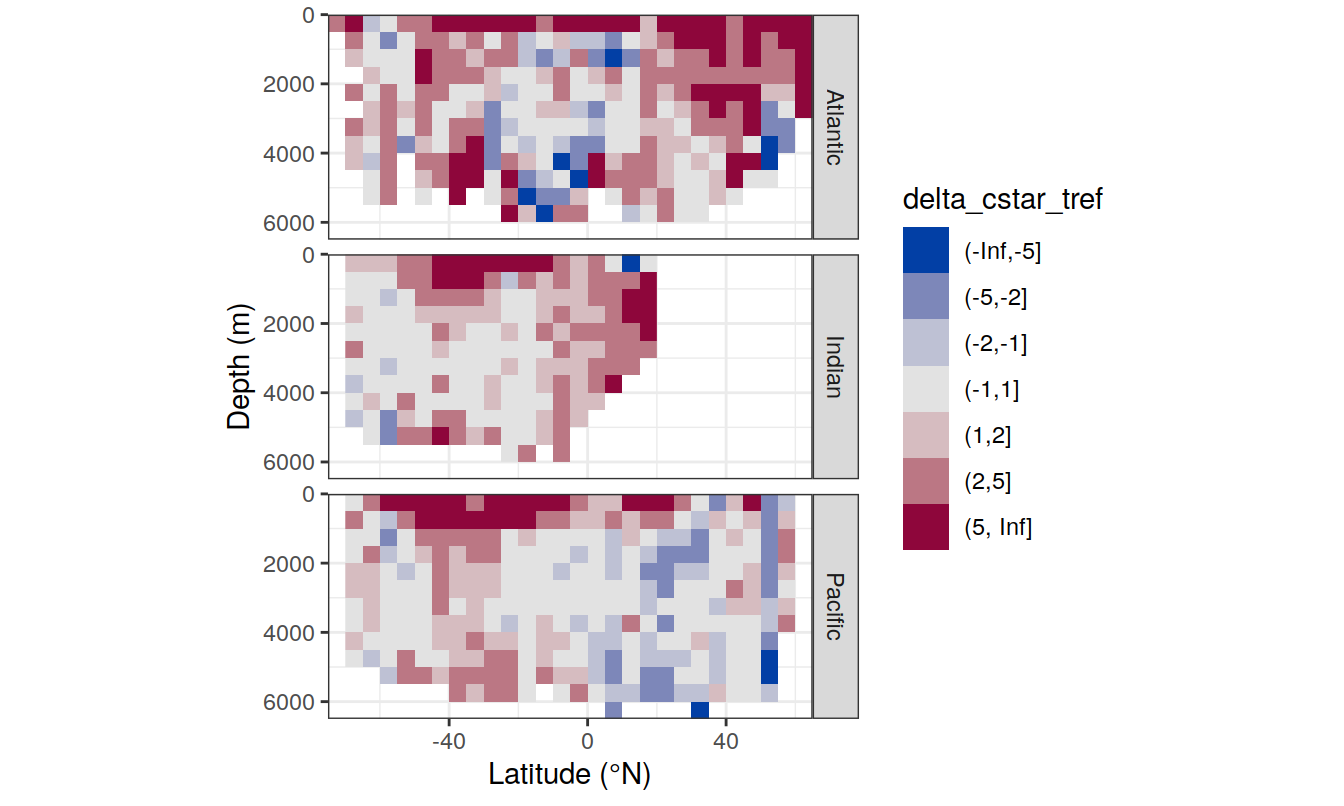 0
2000
4000
6000
Atlantic
0
2000
4000
6000
Indian
0
2000
4000
6000
Pacific
Depth (m)
-40 0 40
Latitude (°N)
delta_cstar_tref
(-Inf,-5]
(-5,-2]
(-2,-1]
(-1,1]
(1,2]
(2,5]
(5, Inf]